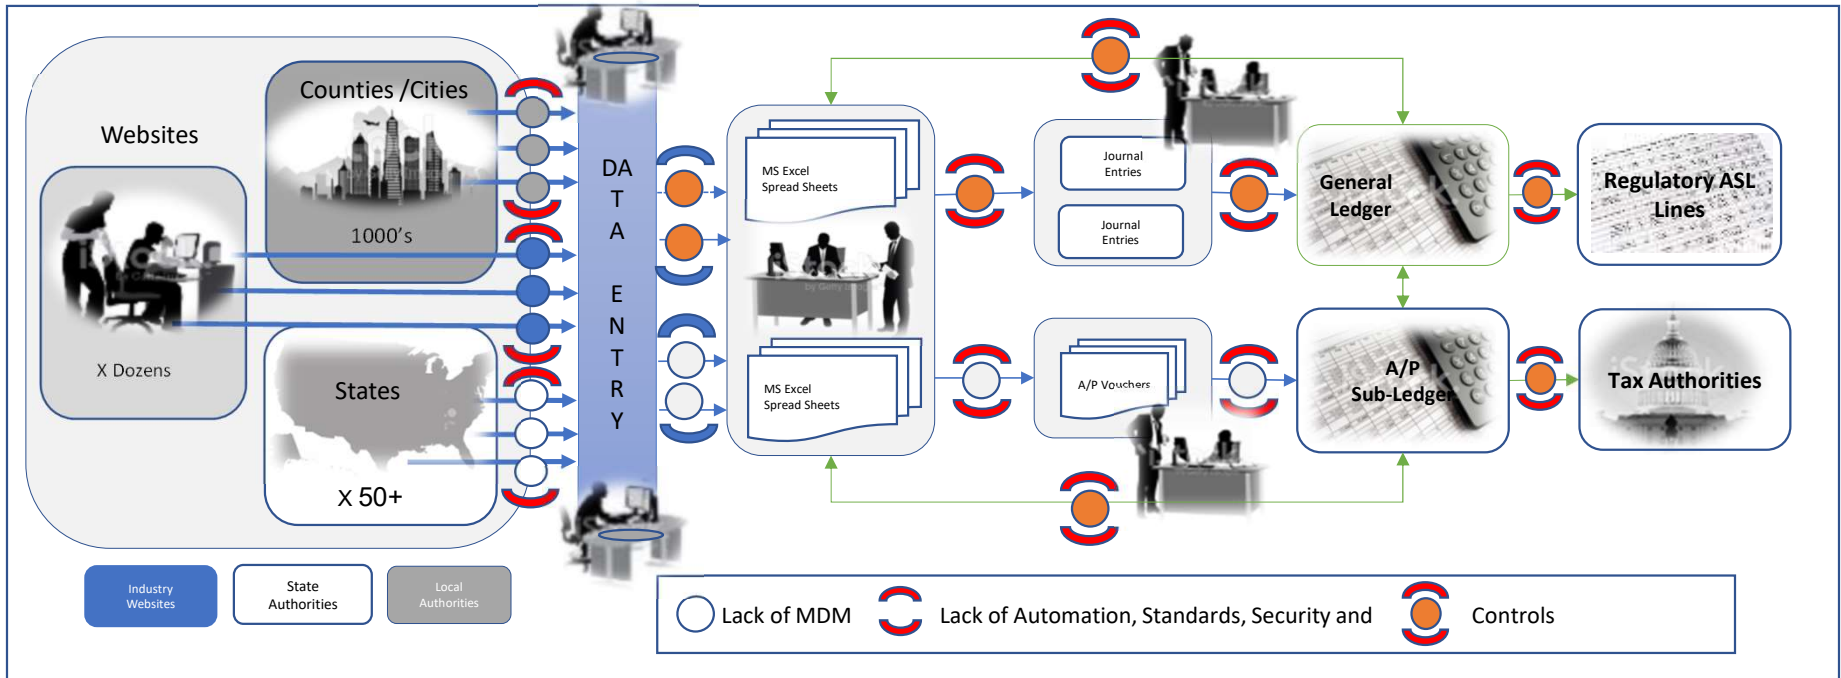 Websites
Counties /Cities
1000's
X Dozens
States
X 50+
DA
T
A
E
N
T
R
Y
MS Excel
Spread Sheets
MS Excel
Spread Sheets
Journal
Entries
Journal
Entries
A/P Vouchers
General
Ledger
A/P
Sub-Ledger
Regulatory ASL
Lines
Tax Authorities
Industry
Websites
State
Authorities
Local
Authorities
Lack of MDM
Lack of Automation, Standards, Security and
Controls